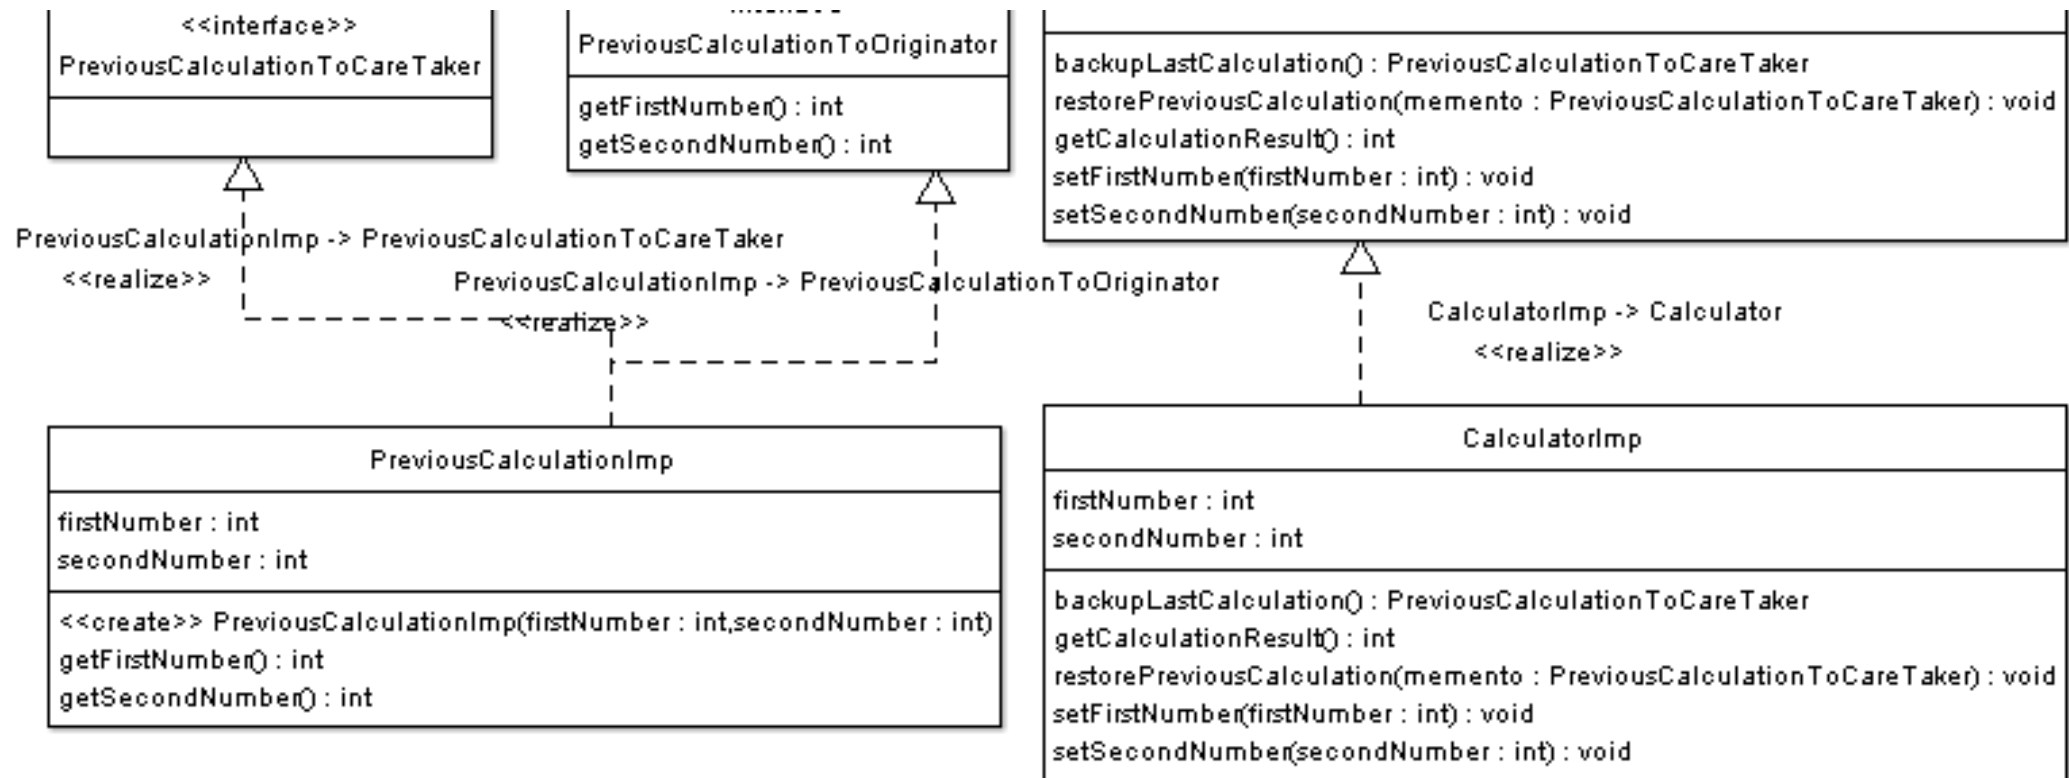 <<interface>>
PreviousCalculationToCareTaker
PreviousCalculationToOriginator
getFirstNumber() : int
getSecondNumber() : int
backupLastCalculation() : PreviousCalculationToCareTaker
restorePreviousCalculation(memento : PreviousCalculationToCareTaker) : void
getCalculationResult() : int
setFirstNumber(firstNumber : int) : void
setSecondNumber(secondNumber : int) : void
PreviousCalculationImp -> PreviousCalculationToCareTaker
<<realize>>
PreviousCalculationImp -> PreviousCalculationToOriginator
<<realize>>
CalculatorImp -> Calculator
<<realize>>
PreviousCalculationImp
firstNumber : int
secondNumber : int
<<create>> PreviousCalculationImp(firstNumber : int,secondNumber : int)
getFirstNumber() : int
getSecondNumber() : int
CalculatorImp
firstNumber : int
secondNumber : int
backupLastCalculation() : PreviousCalculationToCareTaker
getCalculationResult() : int
restorePreviousCalculation(memento : PreviousCalculationToCareTaker) : void
setFirstNumber(firstNumber : int) : void
setSecondNumber(secondNumber : int) : void